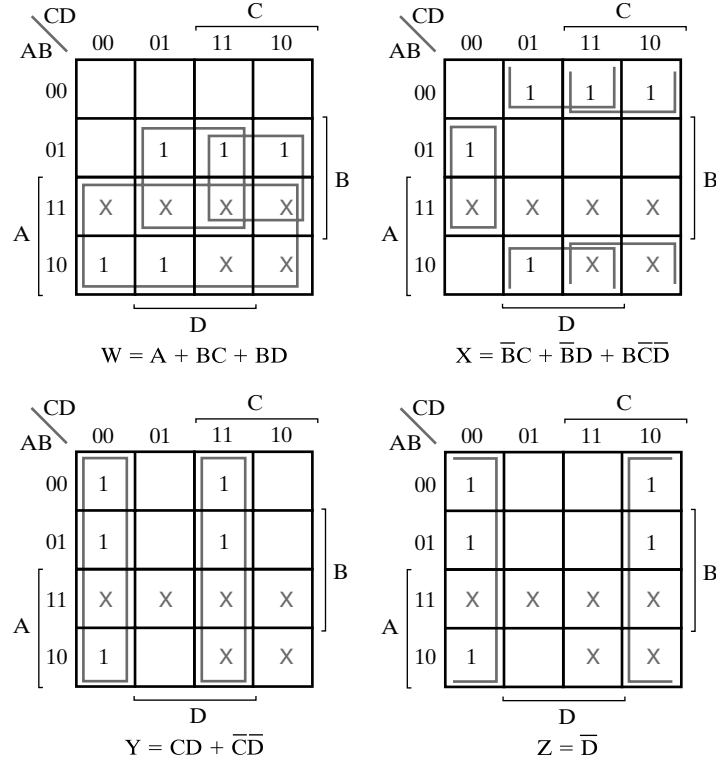 CD C CD C
AB 00 01 11 10 AB 00 01 11 10
00 00 1 1 1
01 1 1 1 B 01 1 B
A 11 X X X X A 11 X X X X
10 1 1 X X 10 1 X X
D D
W = A + BC + BD X = B̅C + B̅D + BC̅D̅
CD C CD C
AB 00 01 11 10 AB 00 01 11 10
00 1 1 00 1 1
01 1 1 B 01 1 1 B
A 11 X X X X A 11 X X X X
10 1 X X 10 1 X X
D D
Y = CD + C̅D̅ Z = D̅